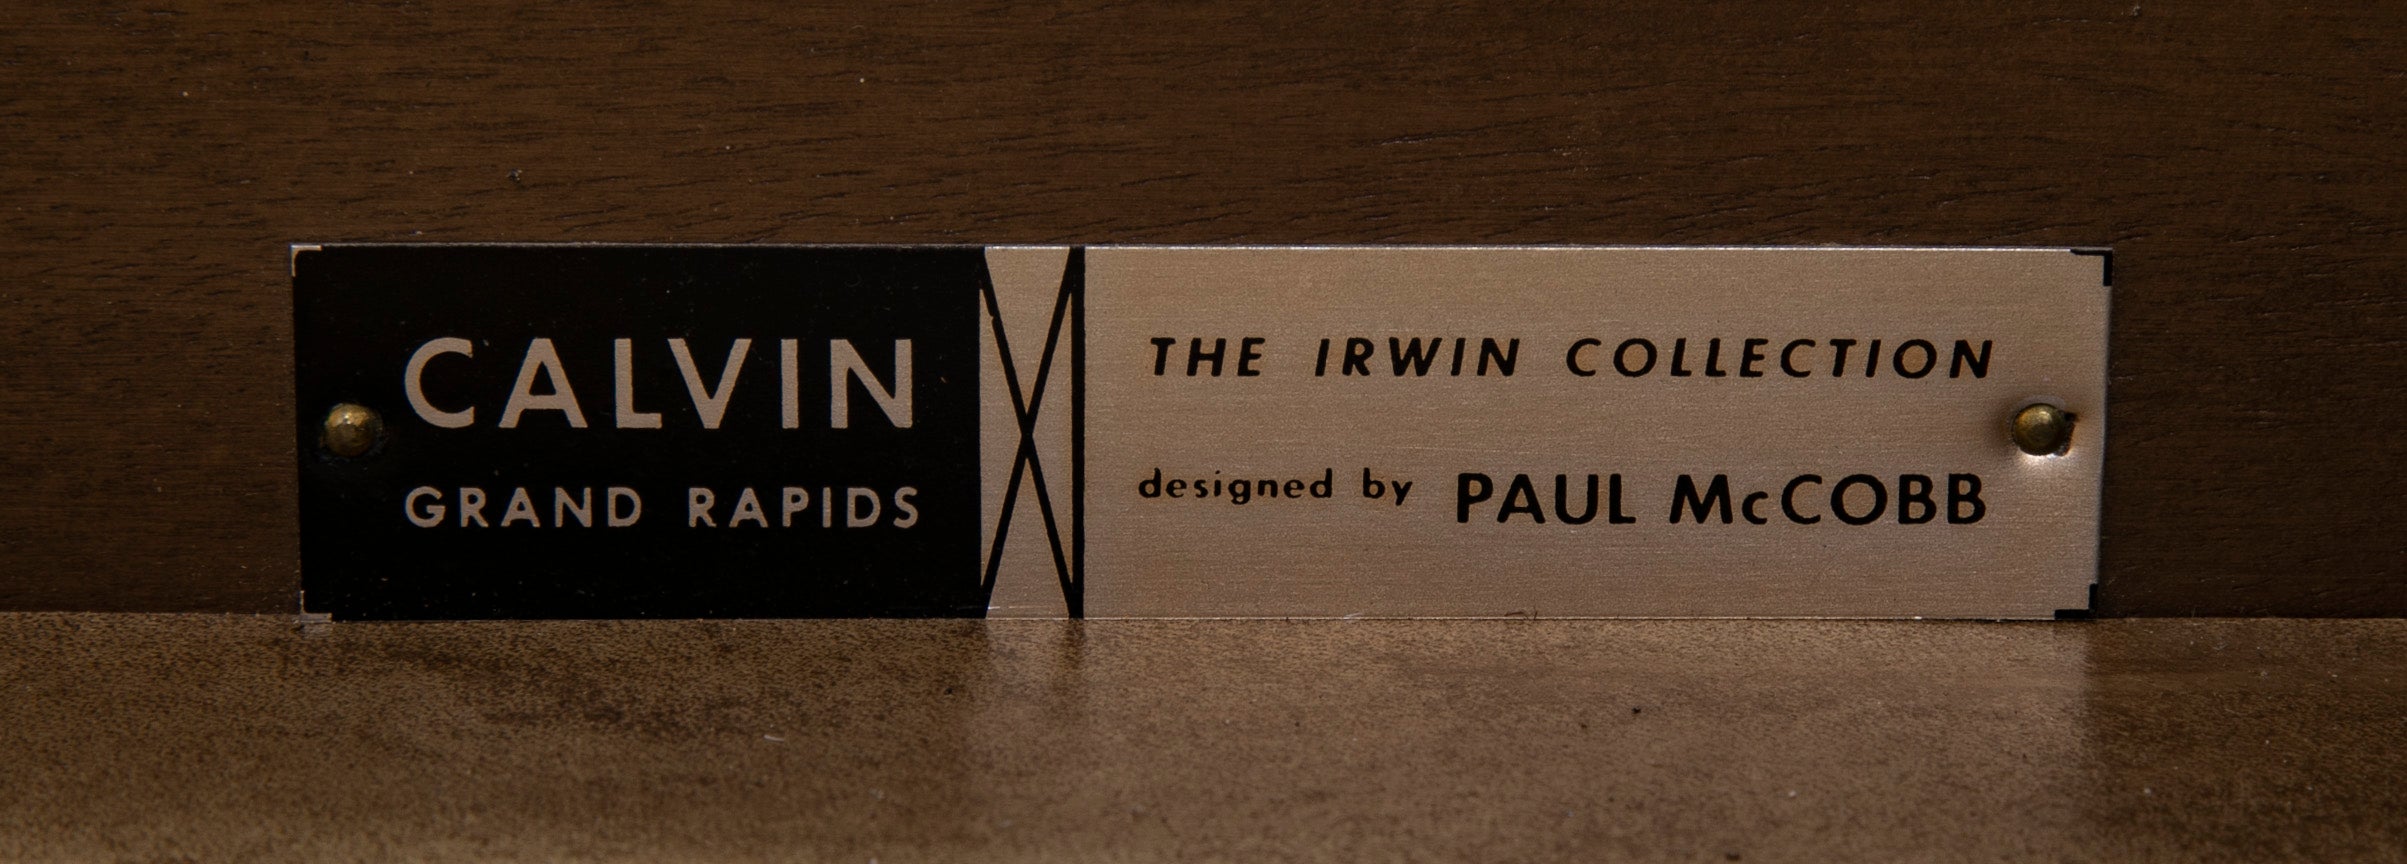 CALVIN
GRAND RAPIDS
THE IRWIN COLLECTION
designed by PAUL McCOBB